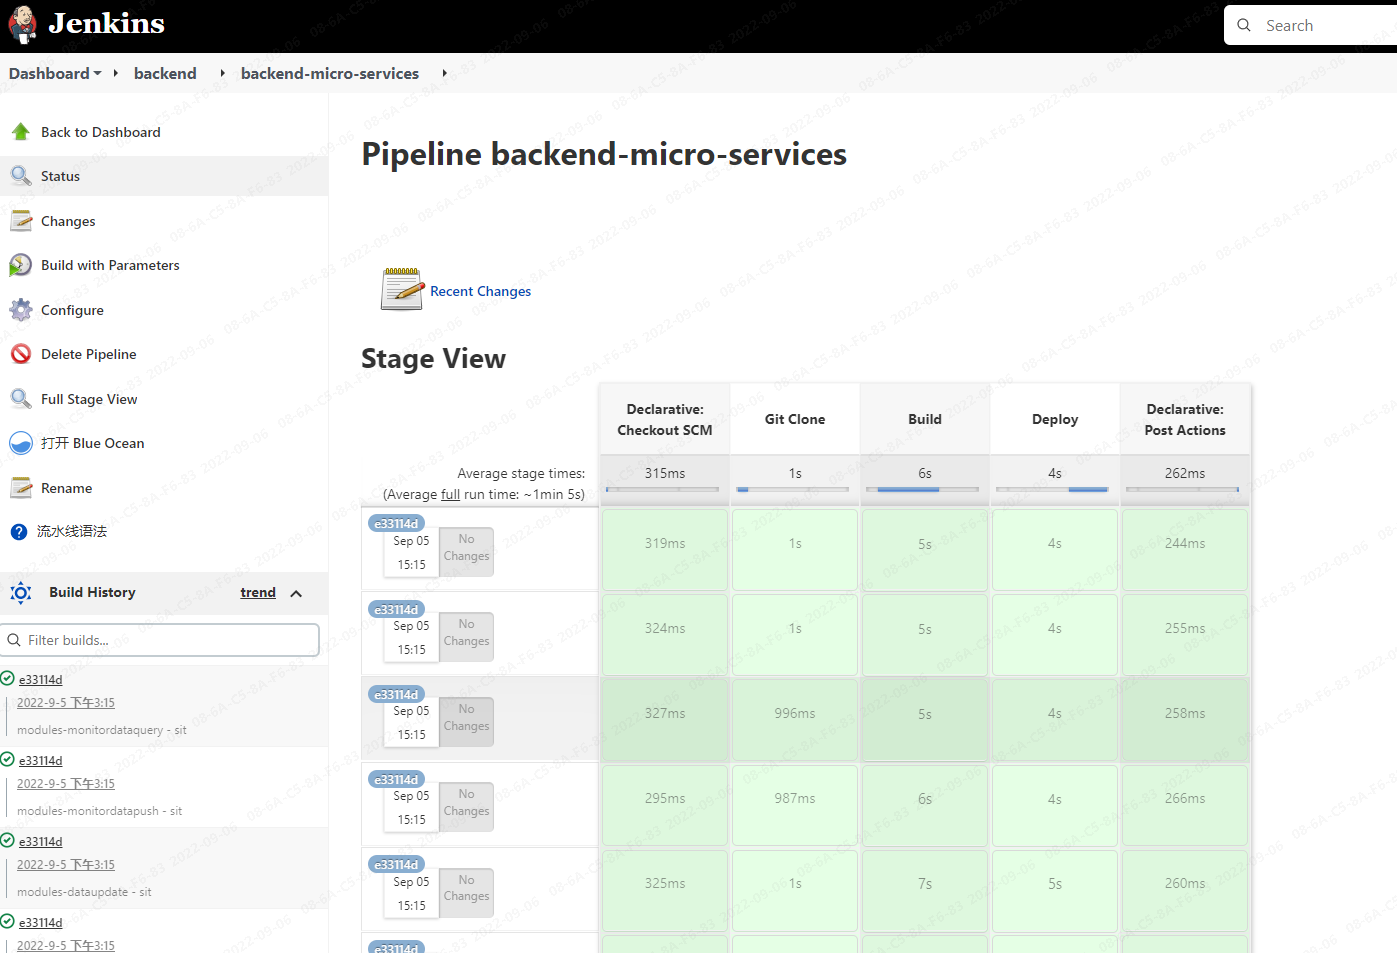 Jenkins
Search
Dashboard
backend
backend-micro-services
Back to Dashboard
Status
Changes
Build with Parameters
Configure
Delete Pipeline
Full Stage View
打开 Blue Ocean
Rename
流水线语法
Build History
trend
Filter builds...
e33114d
2022-9-5 下午3:15
modules-monitordataquery - sit
e33114d
2022-9-5 下午3:15
modules-monitordatapush - sit
e33114d
2022-9-5 下午3:15
modules-dataupdate - sit
e33114d
2022-9-5 下午3:15
Pipeline backend-micro-services
Recent Changes
Stage View
Declarative: Checkout SCM
Git Clone
Build
Deploy
Declarative: Post Actions
Average stage times:
(Average full run time: ~1min 5s)
315ms
1s
6s
4s
262ms
e33114d
Sep 05
15:15
No Changes
319ms
1s
5s
4s
244ms
e33114d
Sep 05
15:15
No Changes
324ms
1s
5s
4s
255ms
e33114d
Sep 05
15:15
No Changes
327ms
996ms
5s
4s
258ms
e33114d
Sep 05
15:15
No Changes
295ms
987ms
6s
4s
266ms
e33114d
Sep 05
15:15
No Changes
325ms
1s
7s
5s
260ms
e33114d
08-6A-C5-8A-F6-83 2022-09-06